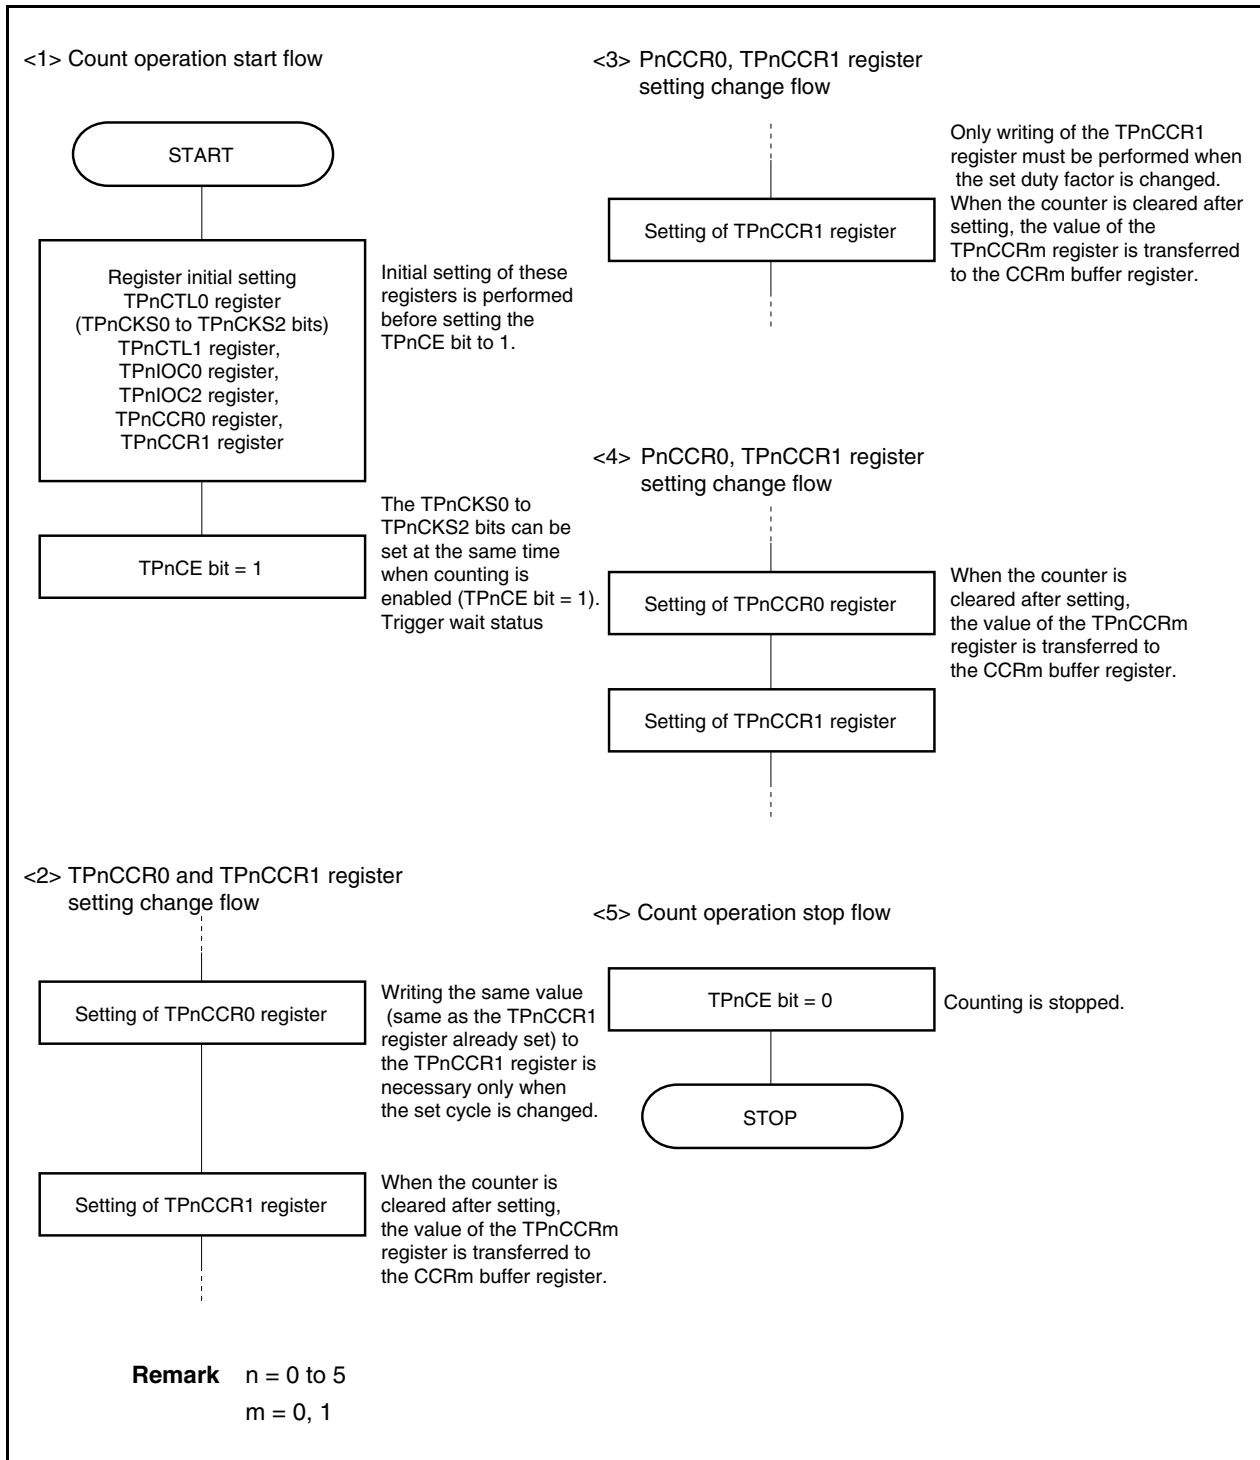 <1> Count operation start flow
START
Register initial setting
TPnCTL0 register
(TPnCKS0 to TPnCKS2 bits)
TPnCTL1 register,
TPnIOC0 register,
TPnIOC2 register,
TPnCCR0 register,
TPnCCR1 register
Initial setting of these
registers is performed
before setting the
TPnCE bit to 1.
TPnCE bit = 1
The TPnCKS0 to
TPnCKS2 bits can be
set at the same time
when counting is
enabled (TPnCE bit = 1).
Trigger wait status
<2> TPnCCR0 and TPnCCR1 register
setting change flow
Setting of TPnCCR0 register
Writing the same value
(same as the TPnCCR1
register already set) to
the TPnCCR1 register is
necessary only when
the set cycle is changed.
Setting of TPnCCR1 register
When the counter is
cleared after setting,
the value of the TPnCCRm
register is transferred to
the CCRm buffer register.
<3> PnCCR0, TPnCCR1 register
setting change flow
Setting of TPnCCR1 register
Only writing of the TPnCCR1
register must be performed when
the set duty factor is changed.
When the counter is cleared after
setting, the value of the
TPnCCRm register is transferred
to the CCRm buffer register.
<4> PnCCR0, TPnCCR1 register
setting change flow
Setting of TPnCCR0 register
When the counter is
cleared after setting,
the value of the TPnCCRm
register is transferred to
the CCRm buffer register.
Setting of TPnCCR1 register
<5> Count operation stop flow
TPnCE bit = 0
Counting is stopped.
STOP
Remark n = 0 to 5
m = 0, 1